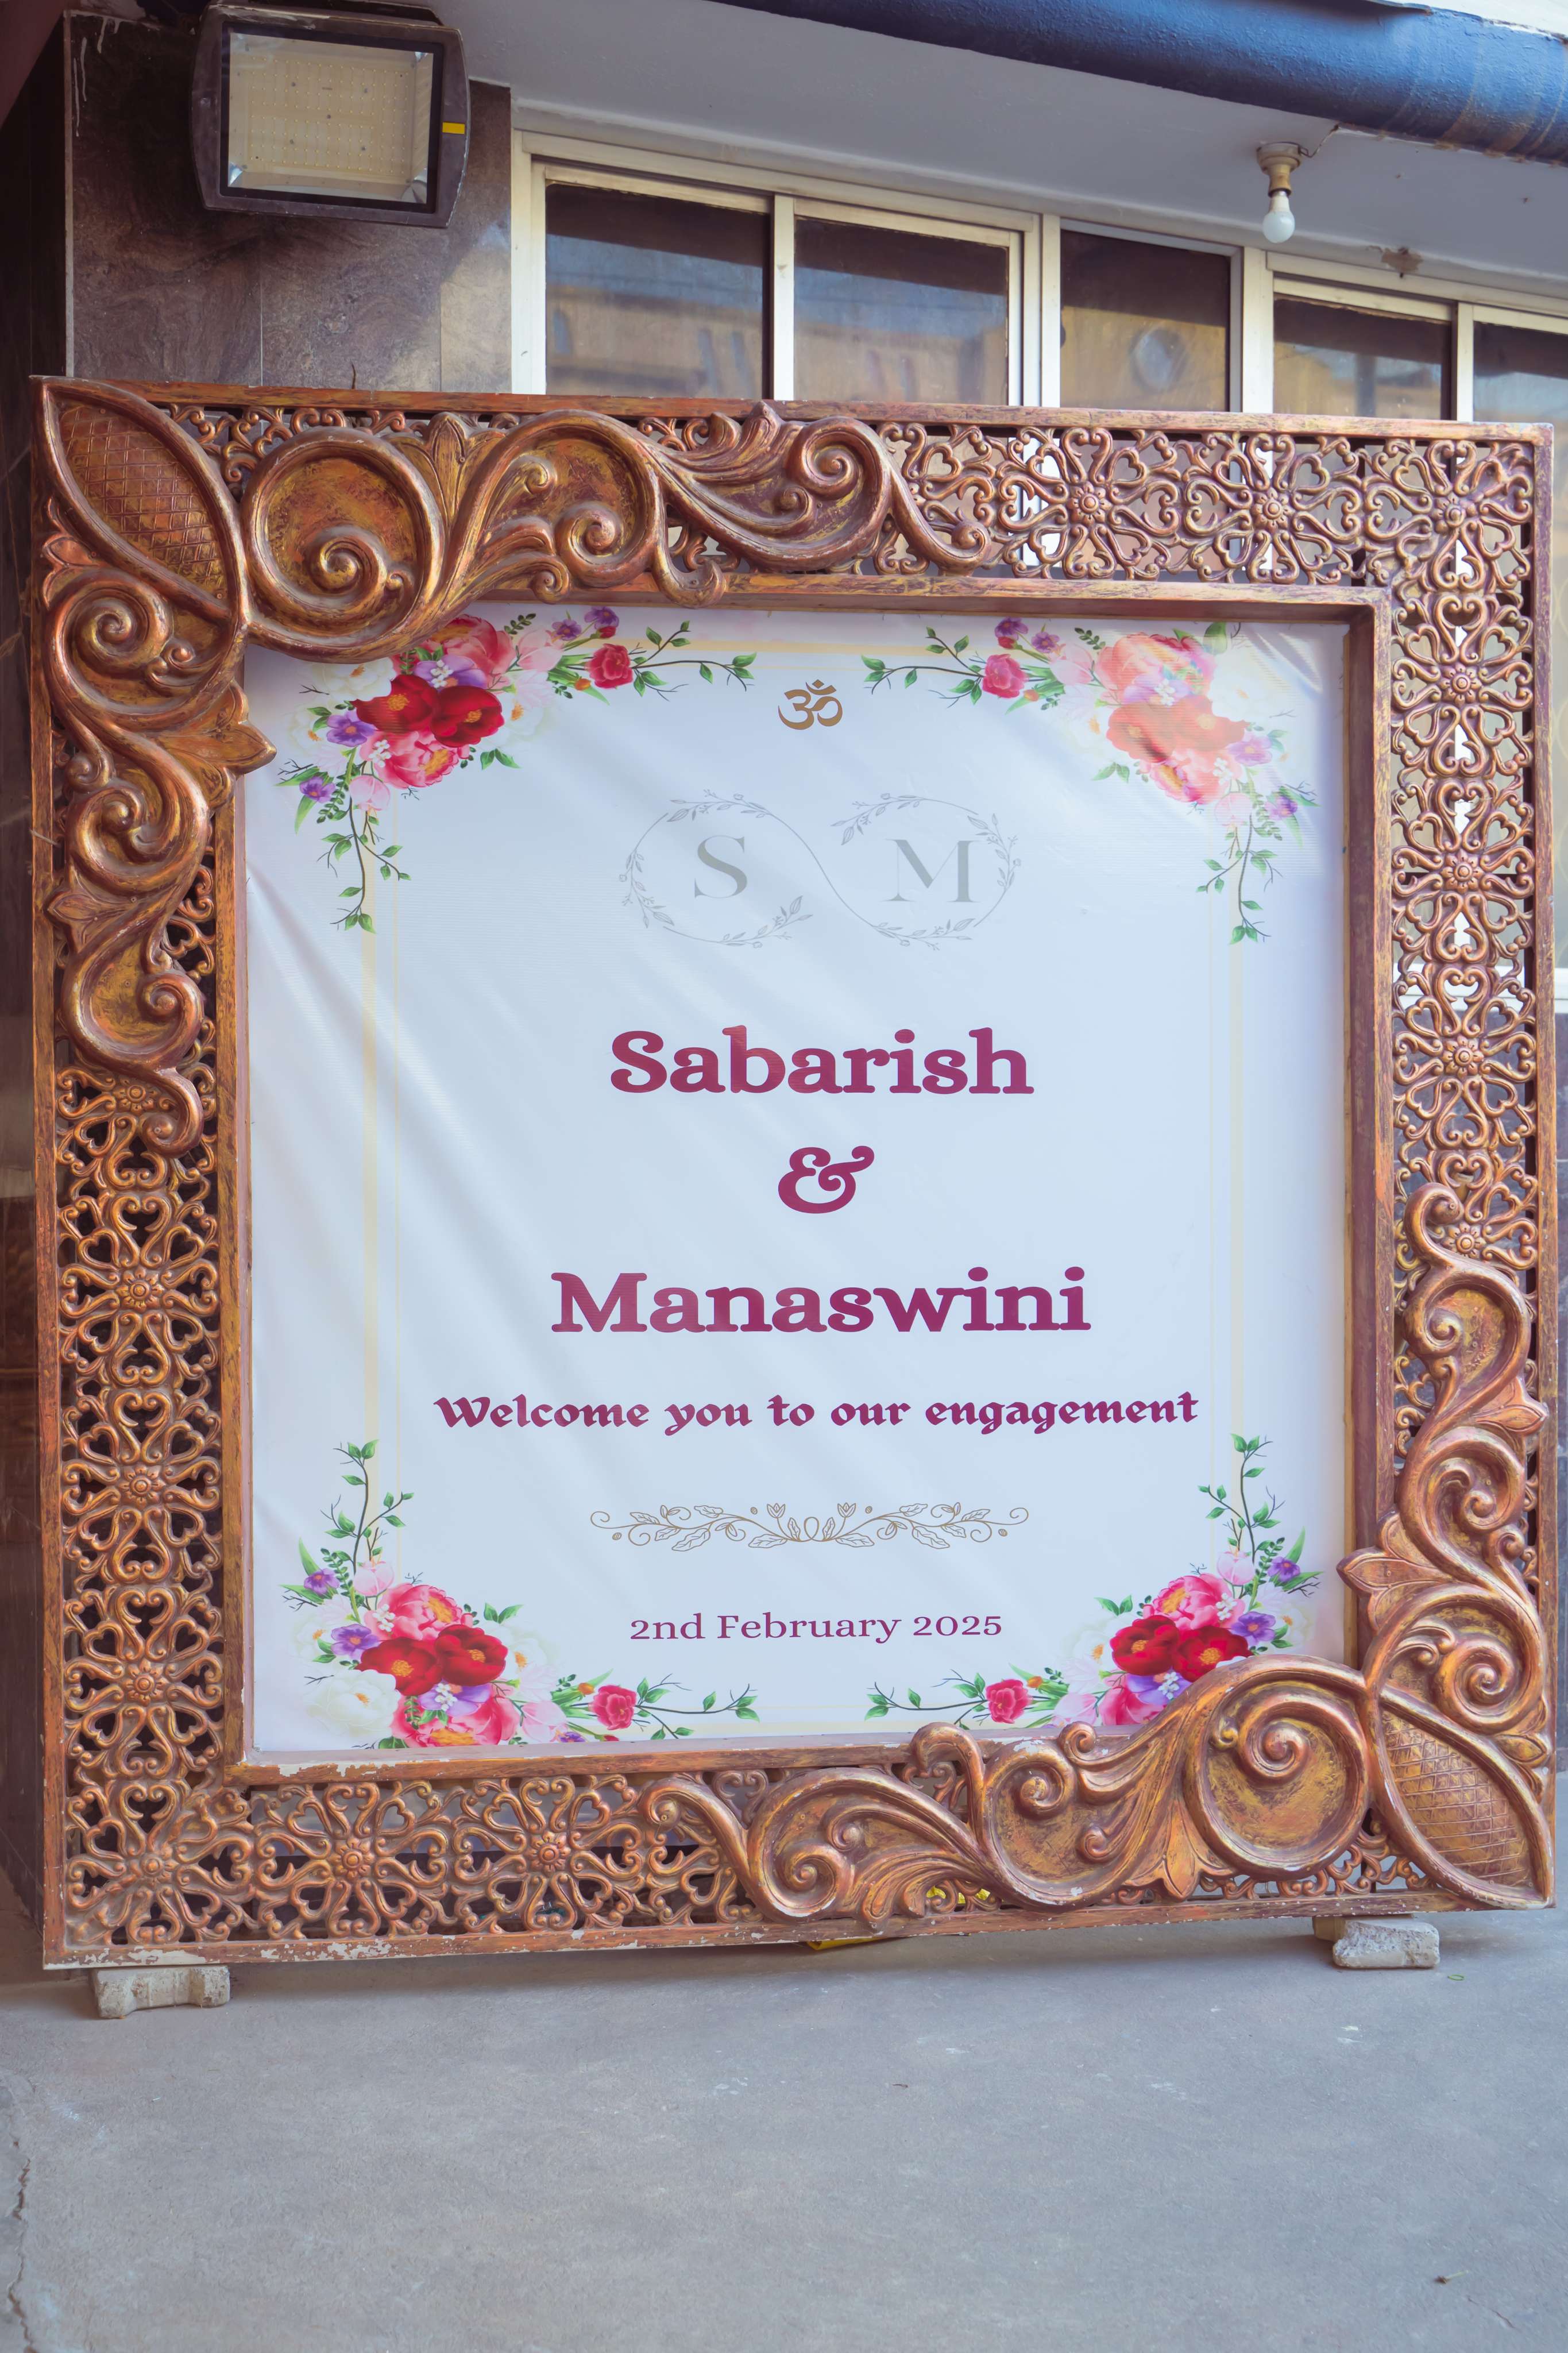 ॐ
S M
Sabarish
&
Manaswini
Welcome you to our engagement
2nd February 2025